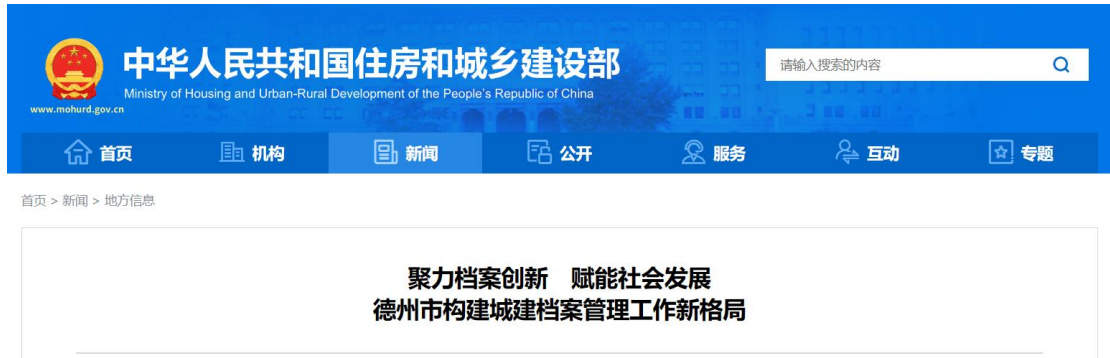 中华人民共和国住房和城乡建设部
Ministry of Housing and Urban-Rural Development of the People's Republic of China
www.mohurd.gov.cn
请输入搜索的内容
首页 机构 新闻 公开 服务 互动 专题
首页 > 新闻 > 地方信息
聚力档案创新 赋能社会发展
德州市构建城建档案管理工作新格局